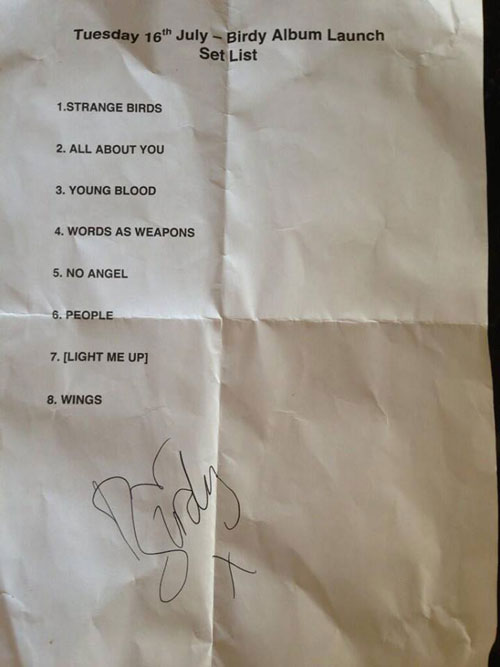 Tuesday 16th July – Birdy Album Launch
Set List
1.STRANGE BIRDS
2. ALL ABOUT YOU
3. YOUNG BLOOD
4. WORDS AS WEAPONS
5. NO ANGEL
6. PEOPLE
7. [LIGHT ME UP]
8. WINGS
Birdy
x